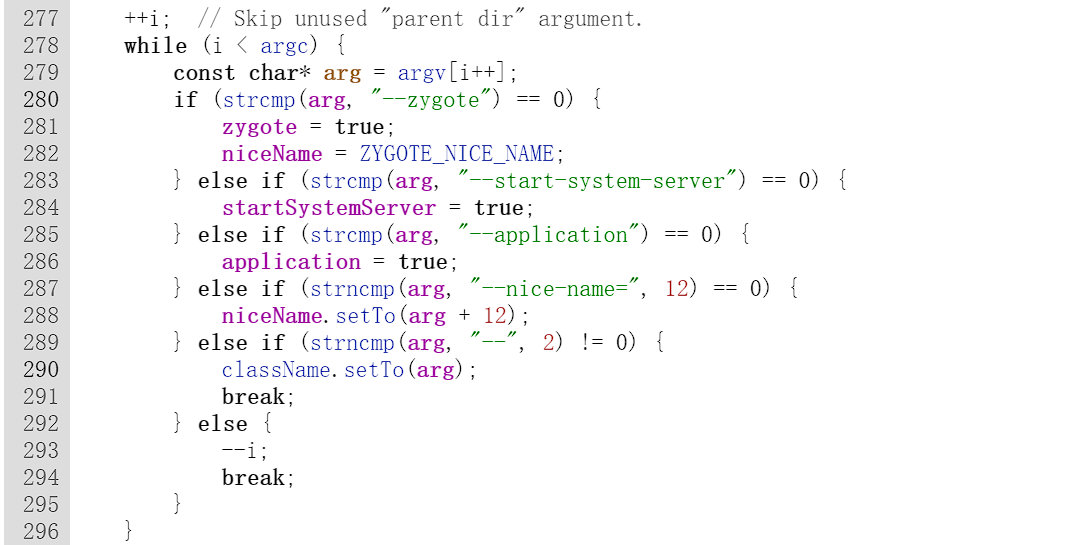 277     ++i;  // Skip unused "parent dir" argument.
278     while (i < argc) {
279         const char* arg = argv[i++];
280         if (strcmp(arg, "--zygote") == 0) {
281             zygote = true;
282             niceName = ZYGOTE_NICE_NAME;
283         } else if (strcmp(arg, "--start-system-server") == 0) {
284             startSystemServer = true;
285         } else if (strcmp(arg, "--application") == 0) {
286             application = true;
287         } else if (strncmp(arg, "--nice-name=", 12) == 0) {
288             niceName.setTo(arg + 12);
289         } else if (strncmp(arg, "--", 2) != 0) {
290             className.setTo(arg);
291             break;
292         } else {
293             --i;
294             break;
295         }
296     }